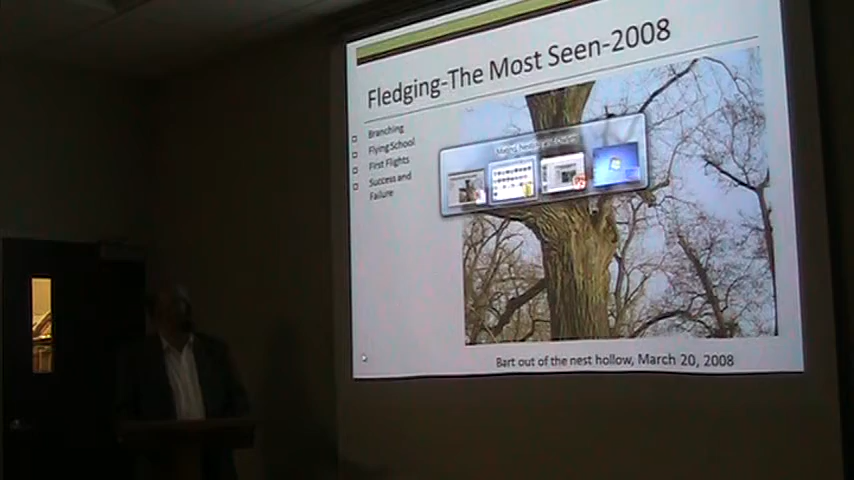 Fledging-The Most Seen-2008
Branching
Flying School
First Flights
Success and
Failure
Bart out of the nest hollow, March 20, 2008